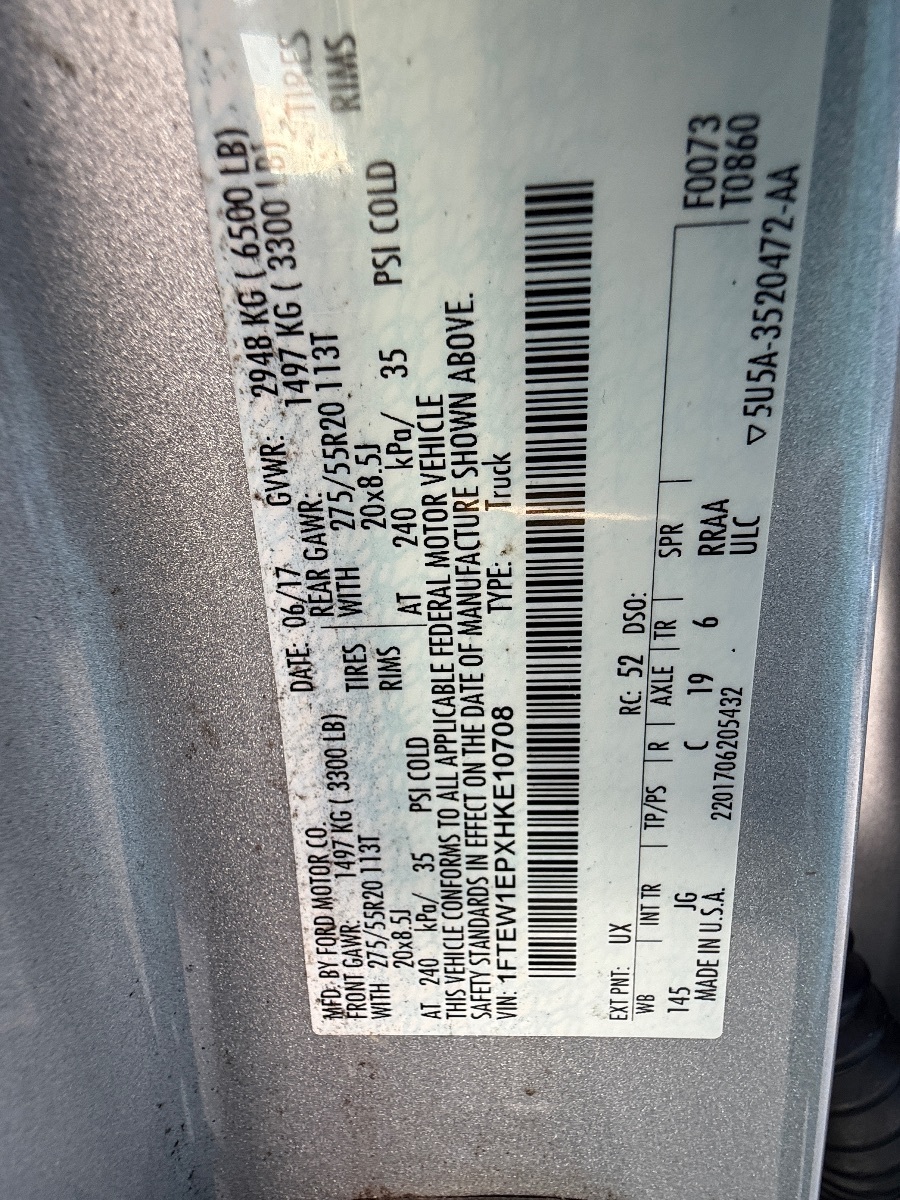 MFD. BY FORD MOTOR CO. DATE: 06/17 GVWR: 2948 KG ( 6500 LB)
FRONT GAWR: 1497 KG ( 3300 LB) REAR GAWR: 1497 KG ( 3300 LB)
WITH 275/55R20 113T TIRES WITH 275/55R20 113T TIRES
20x8.5J RIMS 20x8.5J RIMS
AT 240 kPa/ 35 PSI COLD AT 240 kPa/ 35 PSI COLD
THIS VEHICLE CONFORMS TO ALL APPLICABLE FEDERAL MOTOR VEHICLE
SAFETY STANDARDS IN EFFECT ON THE DATE OF MANUFACTURE SHOWN ABOVE.
VIN: 1FTEW1EPXHKE10708 TYPE: Truck
EXT PNT: UX RC: 52 DSO:
WB INT TR TP/PS R AXLE TR SPR F0073
145 JG C 19 6 RRAA T0860
MADE IN U.S.A. 2201706205432 ULC ▽5U5A-3520472-AA